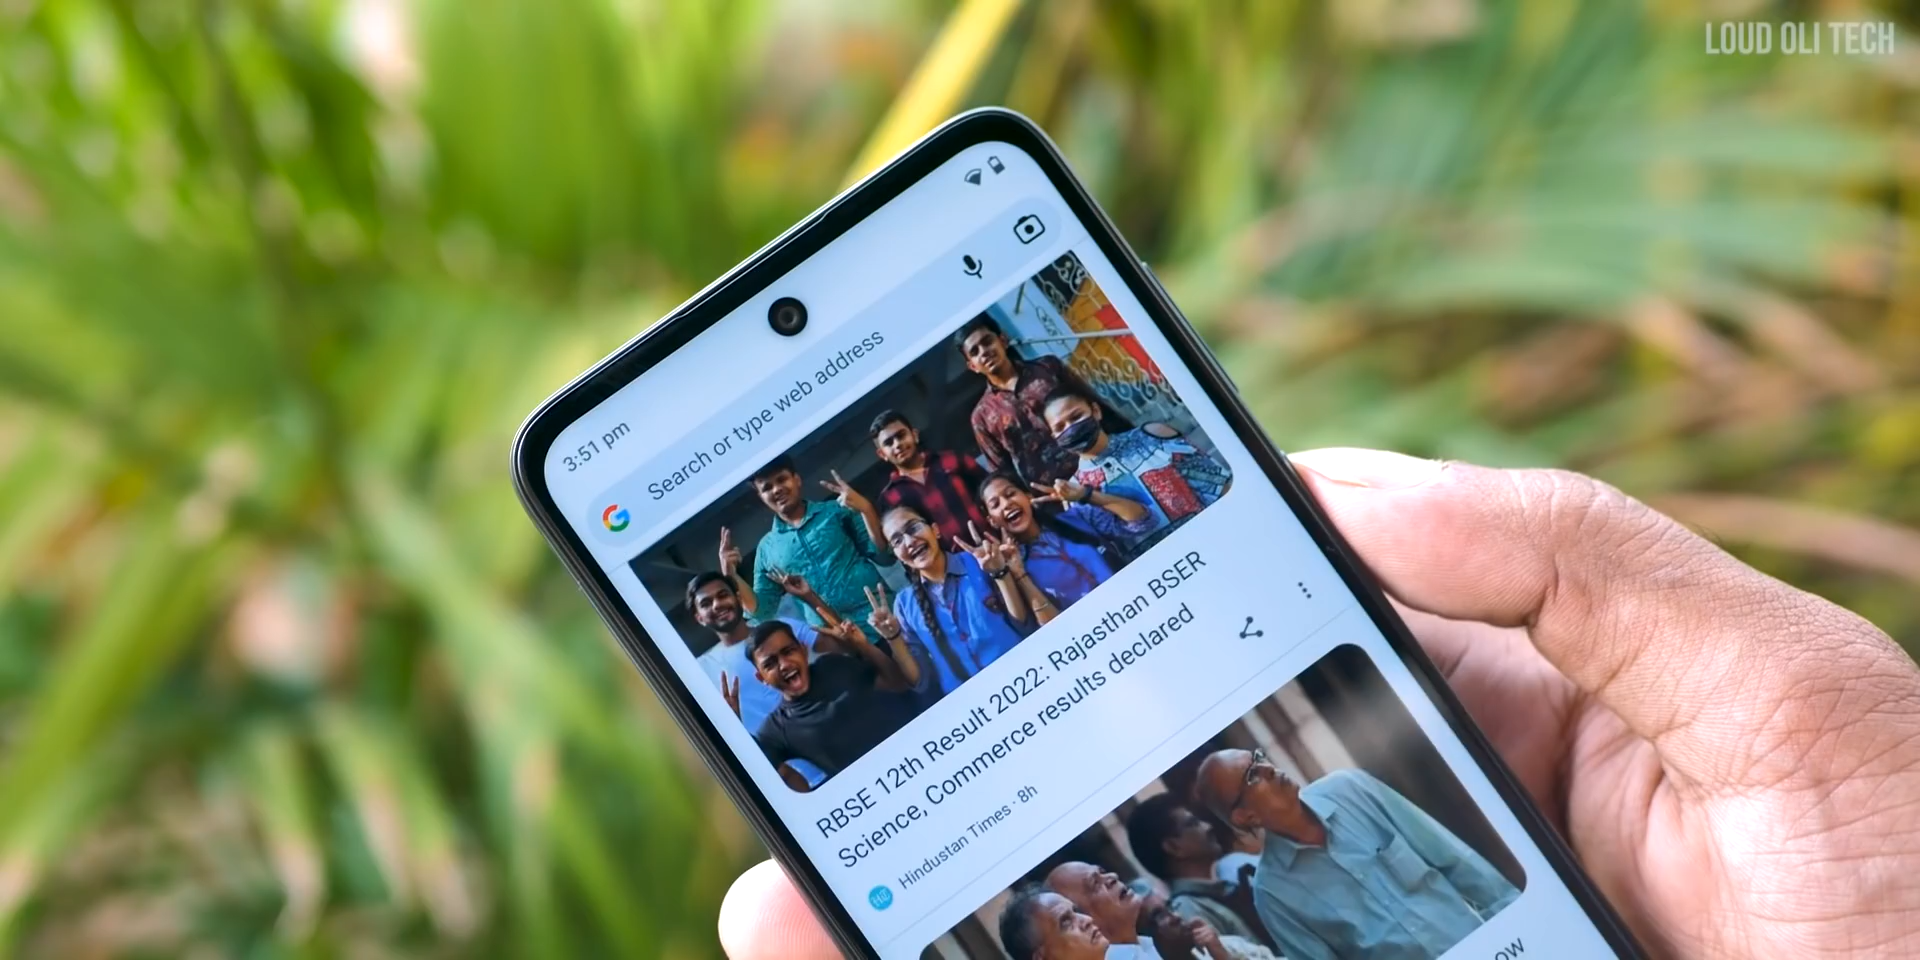 LOUD OLI TECH
3:51 pm
Search or type web address
RBSE 12th Result 2022: Rajasthan BSER
Science, Commerce results declared
Hindustan Times · 8h
ow